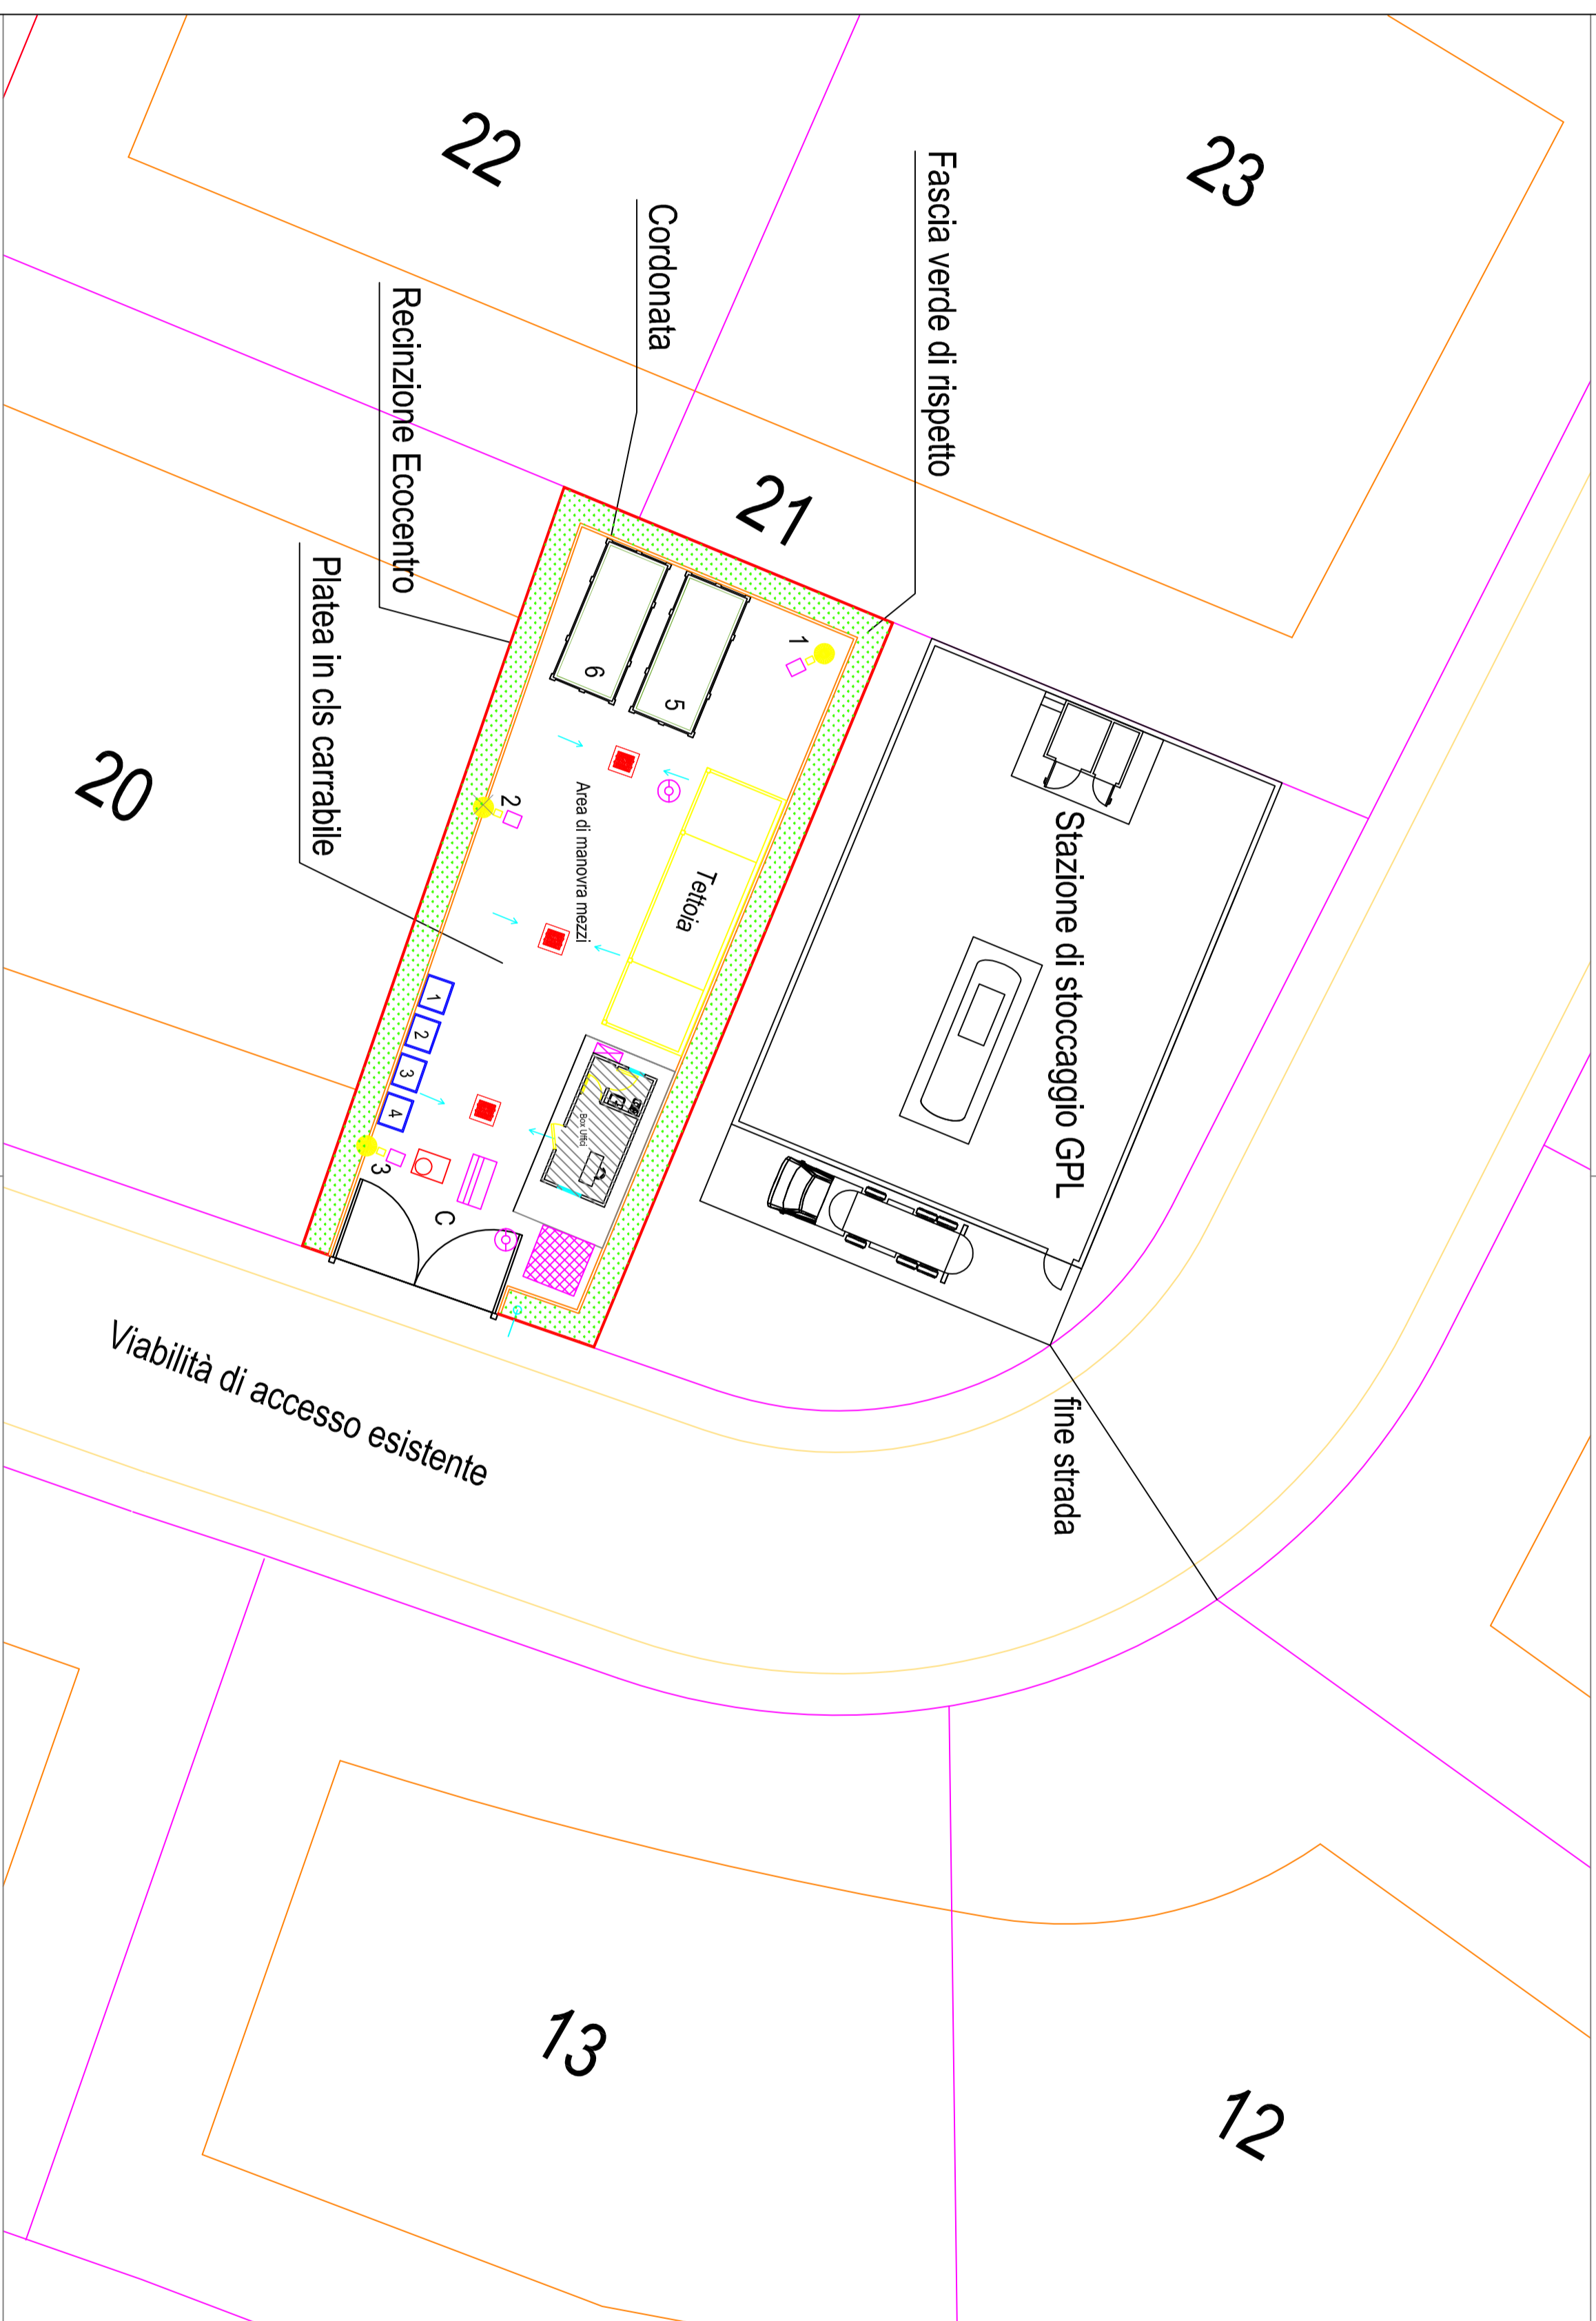 23
22
Fascia verde di rispetto
Cordonata
Recinzione Ecocentro
21
Platea in cls carrabile
20
1
6
5
2
Area di manovra mezzi
Tettoia
Stazione di stoccaggio GPL
1
2
3
4
Box Uffici
3
C
Viabilità di accesso esistente
fine strada
13
12